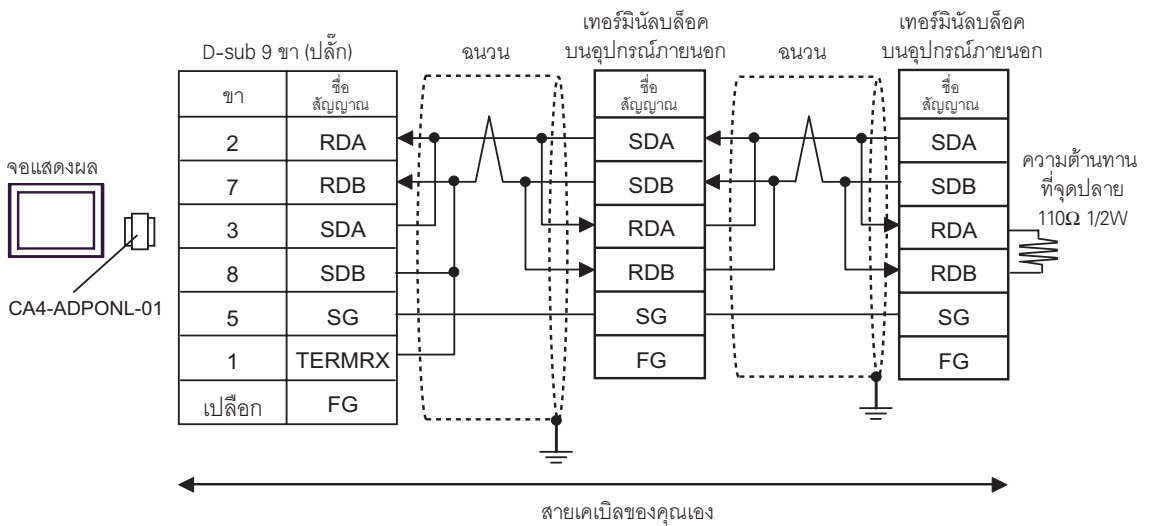 เทอร์มินัลบล็อค
บนอุปกรณ์ภายนอก
เทอร์มินัลบล็อค
บนอุปกรณ์ภายนอก
D-sub 9 ขา (ปลั๊ก)
ฉนวน
ฉนวน
ขา
ชื่อ
สัญญาณ
2 RDA
7 RDB
3 SDA
8 SDB
5 SG
1 TERMRX
เปลือก FG
ชื่อ
สัญญาณ
SDA
SDB
RDA
RDB
SG
FG
ชื่อ
สัญญาณ
SDA
SDB
RDA
RDB
SG
FG
จอแสดงผล
CA4-ADPONL-01
ความต้านทาน
ที่จุดปลาย
110Ω 1/2W
สายเคเบิลของคุณเอง